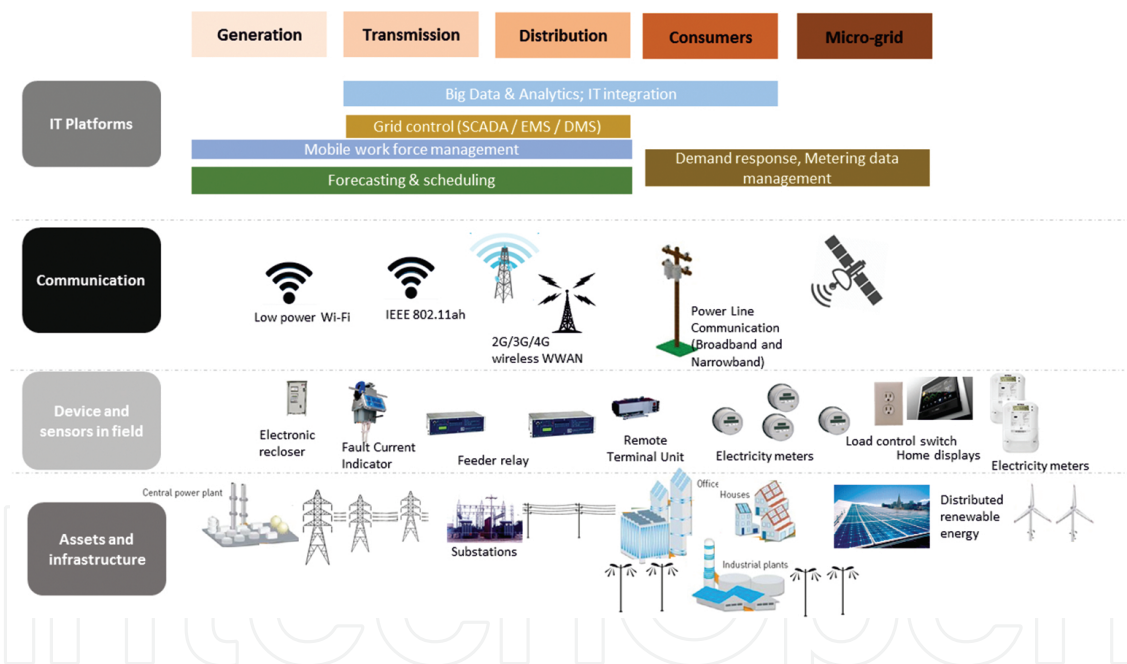 Generation
Transmission
Distribution
Consumers
Micro-grid
IT Platforms
Big Data & Analytics; IT integration
Grid control (SCADA / EMS / DMS)
Mobile work force management
Forecasting & scheduling
Demand response, Metering data
management
Communication
Low power Wi-Fi
IEEE 802.11ah
2G/3G/4G
wireless WWAN
Power Line
Communication
(Broadband and
Narrowband)
Device and
sensors in field
Electronic
recloser
Fault Current
Indicator
Feeder relay
Remote
Terminal Unit
Electricity meters
Load control switch
Home displays
Electricity meters
Assets and
infrastructure
Central power plant
Substations
Office
Houses
Industrial plants
Distributed
renewable
energy
intechopen